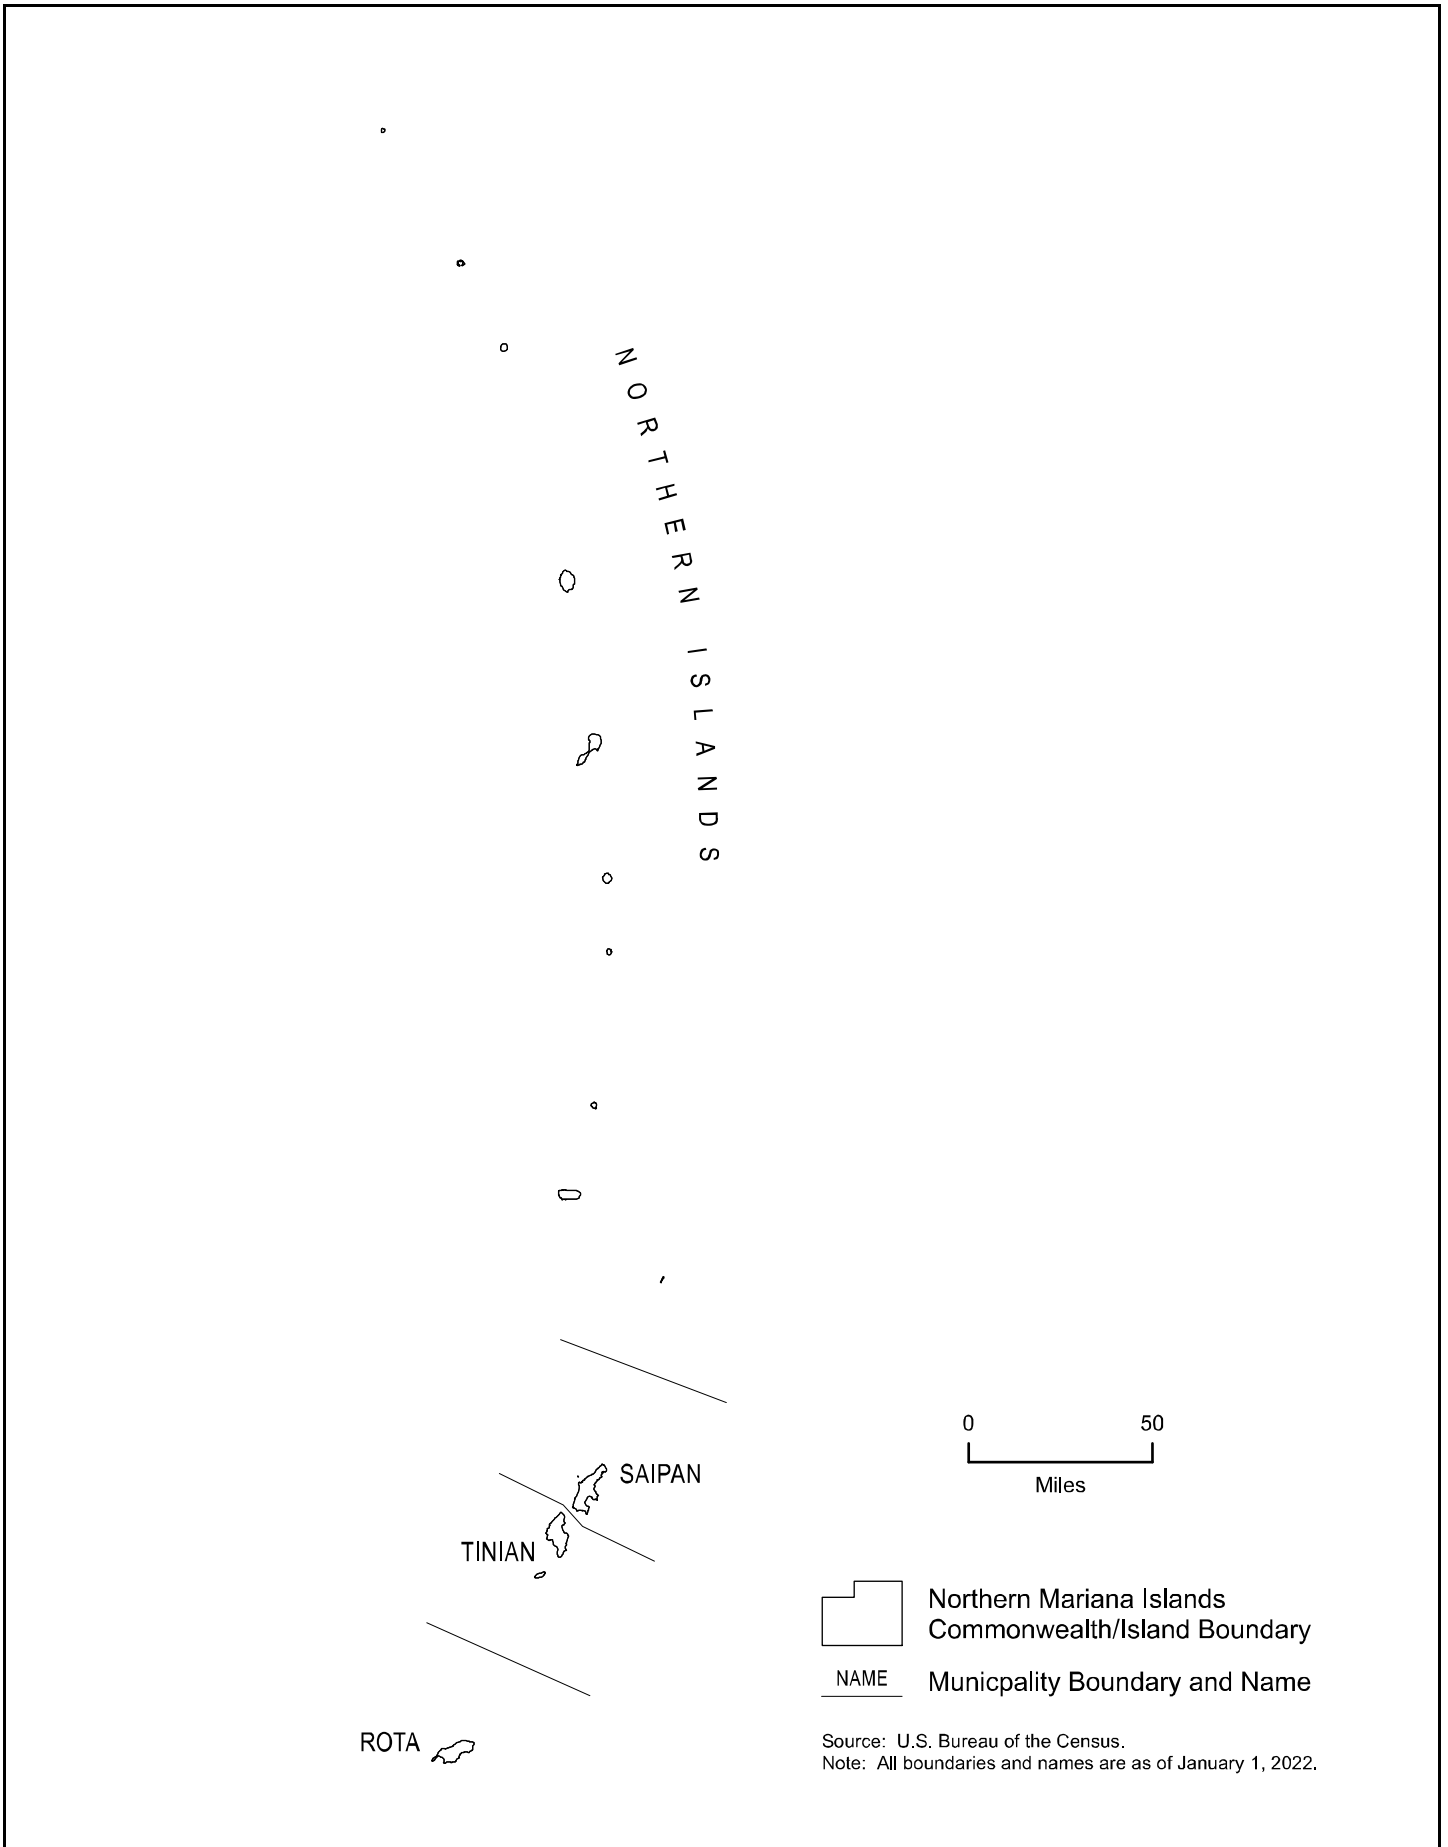 NORTHERN ISLANDS
0 50
Miles
SAIPAN
TINIAN
ROTA
Northern Mariana Islands
Commonwealth/Island Boundary
NAME Municpality Boundary and Name
Source: U.S. Bureau of the Census.
Note: All boundaries and names are as of January 1, 2022.